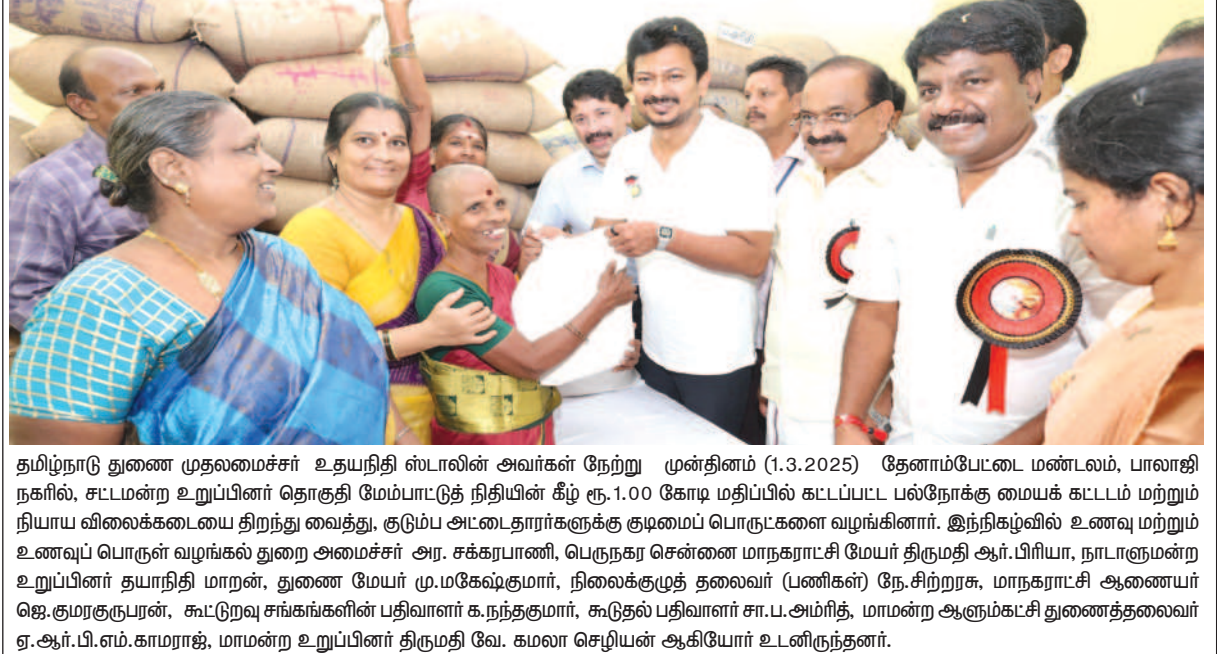 தமிழ்நாடு துணை முதலமைச்சர் உதயநிதி ஸ்டாலின் அவர்கள் நேற்று முன்தினம் (1.3.2025) தேனாம்பேட்டை மண்டலம், பாலாஜி
நகரில், சட்டமன்ற உறுப்பினர் தொகுதி மேம்பாட்டுத் நிதியின் கீழ் ரூ.1.00 கோடி மதிப்பில் கட்டப்பட்ட பல்நோக்கு மையக் கட்டடம் மற்றும்
நியாய விலைக்கடையை திறந்து வைத்து, குடும்ப அட்டைதாரர்களுக்கு குடிமைப் பொருட்களை வழங்கினார். இந்நிகழ்வில் உணவு மற்றும்
உணவுப் பொருள் வழங்கல் துறை அமைச்சர் அர. சக்கரபாணி, பெருநகர சென்னை மாநகராட்சி மேயர் திருமதி ஆர்.பிரியா, நாடாளுமன்ற
உறுப்பினர் தயாநிதி மாறன், துணை மேயர் மு.மகேஷ்குமார், நிலைக்குழுத் தலைவர் (பணிகள்) நே.சிற்றரசு, மாநகராட்சி ஆணையர்
ஜெ.குமரகுருபரன், கூட்டுறவு சங்கங்களின் பதிவாளர் க.நந்தகுமார், கூடுதல் பதிவாளர் சா.ப.அம்ரித், மாமன்ற ஆளும்கட்சி துணைத்தலைவர்
ஏ.ஆர்.பி.எம்.காமராஜ், மாமன்ற உறுப்பினர் திருமதி வே. கமலா செழியன் ஆகியோர் உடனிருந்தனர்.